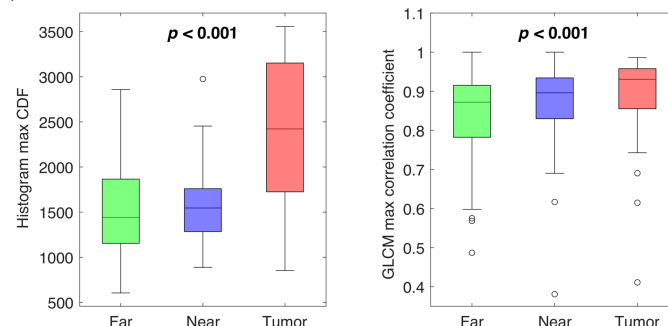 p < 0.001
Histogram max CDF
3500
3000
2500
2000
1500
1000
500
Far Near Tumor
p < 0.001
GLCM max correlation coefficient
1.1
1
0.9
0.8
0.7
0.6
0.5
0.4
Far Near Tumor